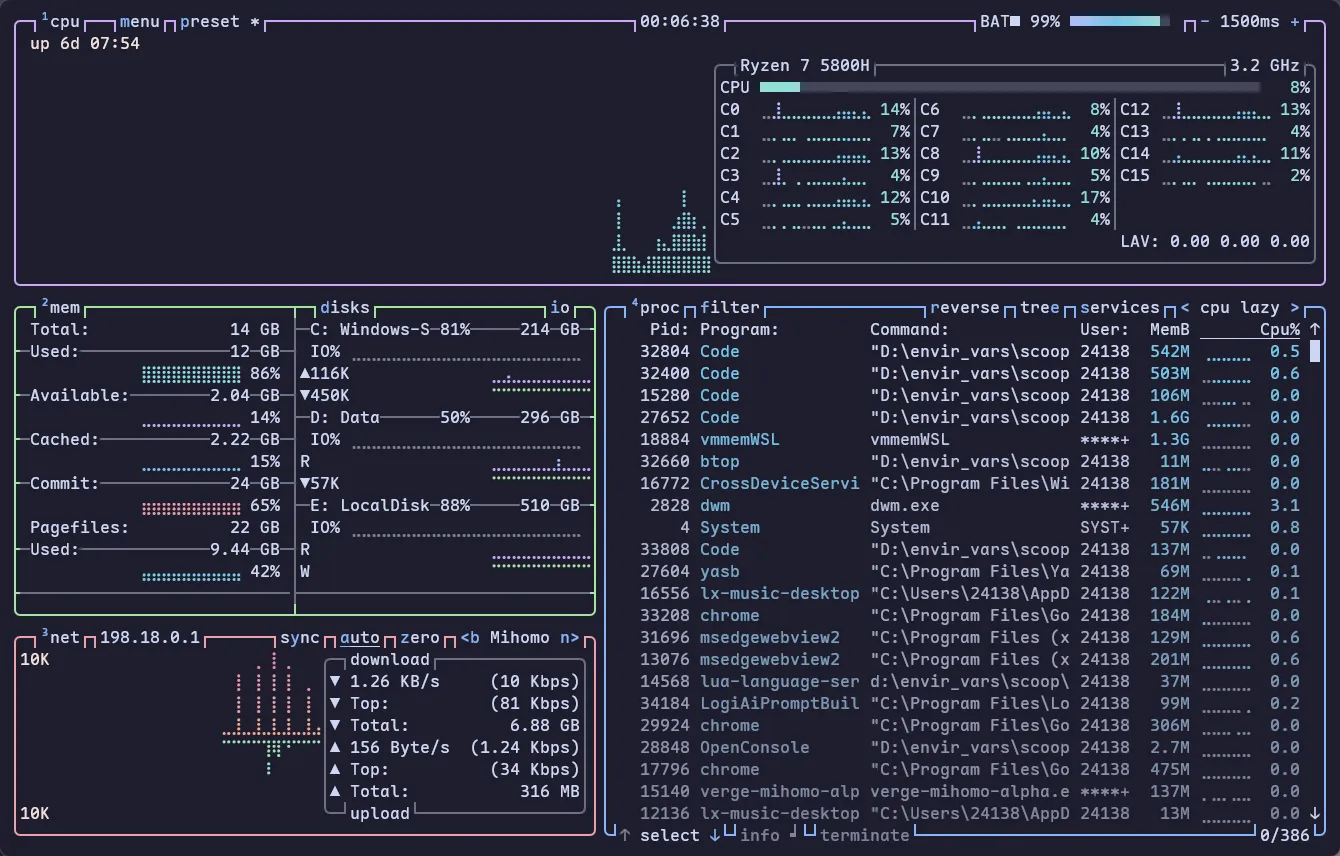 ¹cpu menu preset * 00:06:38 BAT■ 99% - 1500ms +
up 6d 07:54
Ryzen 7 5800H 3.2 GHz
CPU 8%
C0 14% C6 8% C12 13%
C1 7% C7 4% C13 4%
C2 13% C8 10% C14 11%
C3 4% C9 5% C15 2%
C4 12% C10 17%
C5 5% C11 4%
LAV: 0.00 0.00 0.00
²mem
Total: 14 GB
Used: 12 GB
86%
Available: 2.04 GB
14%
Cached: 2.22 GB
15%
Commit: 24 GB
65%
Pagefiles: 22 GB
Used: 9.44 GB
42%
disks io
C: Windows-S 81% 214 GB
IO%
▲116K
▼450K
D: Data 50% 296 GB
IO%
R
▼57K
E: LocalDisk 88% 510 GB
IO%
R
W
³net 198.18.0.1 sync auto zero <b Mihomo n>
10K
download
▼ 1.26 KB/s (10 Kbps)
▼ Top: (81 Kbps)
▼ Total: 6.88 GB
▲ 156 Byte/s (1.24 Kbps)
▲ Top: (34 Kbps)
▲ Total: 316 MB
upload
10K
⁴proc filter reverse tree services < cpu lazy >
Pid: Program: Command: User: MemB Cpu% ↑
32804 Code "D:\envir_vars\scoop 24138 542M 0.5
32400 Code "D:\envir_vars\scoop 24138 503M 0.6
15280 Code "D:\envir_vars\scoop 24138 106M 0.0
27652 Code "D:\envir_vars\scoop 24138 1.6G 0.0
18884 vmmemWSL vmmemWSL ****+ 1.3G 0.0
32660 btop "D:\envir_vars\scoop 24138 11M 0.0
16772 CrossDeviceServi "C:\Program Files\Wi 24138 181M 0.0
2828 dwm dwm.exe ****+ 546M 3.1
4 System System SYST+ 57K 0.8
33808 Code "D:\envir_vars\scoop 24138 137M 0.0
27604 yasb "C:\Program Files\Ya 24138 69M 0.1
16556 lx-music-desktop "C:\Users\24138\AppD 24138 122M 0.1
33208 chrome "C:\Program Files\Go 24138 184M 0.0
31696 msedgewebview2 "C:\Program Files (x 24138 129M 0.6
13076 msedgewebview2 "C:\Program Files (x 24138 201M 0.6
14568 lua-language-ser d:\envir_vars\scoop\ 24138 37M 0.0
34184 LogiAiPromptBuil "C:\Program Files\Lo 24138 99M 0.2
29924 chrome "C:\Program Files\Go 24138 306M 0.0
28848 OpenConsole "D:\envir_vars\scoop 24138 2.7M 0.0
17796 chrome "C:\Program Files\Go 24138 475M 0.0
15140 verge-mihomo-alp verge-mihomo-alpha.e ****+ 137M 0.0
12136 lx-music-desktop "C:\Users\24138\AppD 24138 13M 0.0 ↓
↑ select ↓ info ↲ terminate 0/386